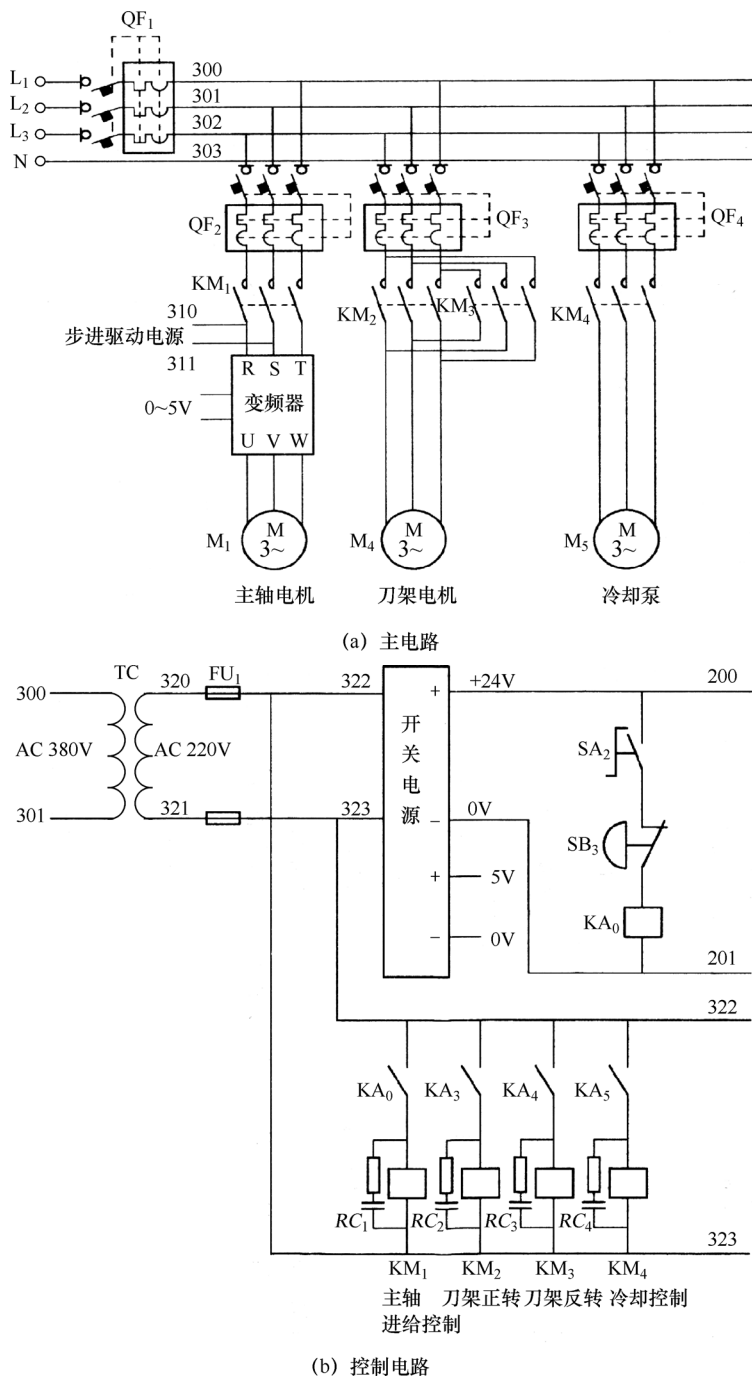 QF₁
L₁
300
L₂
301
L₃
302
N
303
QF₂
QF₃
QF₄
KM₁
KM₂
KM₃
KM₄
310
步进驱动电源
311
R S T
变频器
0~5V
U V W
M₁
M
3~
M₄
M
3~
M₅
M
3~
主轴电机
刀架电机
冷却泵
(a) 主电路
TC
320
FU₁
322
+
+24V
200
300
AC 380V
AC 220V
开关电源
SA₂
301
321
323
−
0V
SB₃
+
5V
KA₀
−
0V
201
322
KA₀
KA₃
KA₄
KA₅
RC₁
RC₂
RC₃
RC₄
323
KM₁
KM₂
KM₃
KM₄
主轴
进给控制
刀架正转
刀架反转
冷却控制
(b) 控制电路